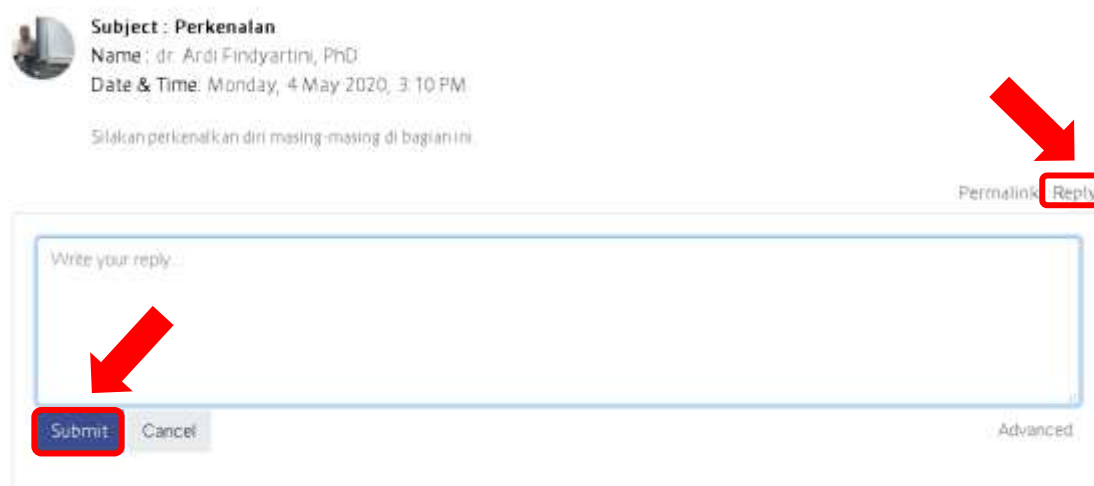 Subject : Perkenalan
Name : dr. Ardi Findyartini, PhD
Date & Time: Monday, 4 May 2020, 3:10 PM
Silakan perkenalkan diri masing-masing di bagian ini.
Permalink Reply
Write your reply...
Submit Cancel Advanced